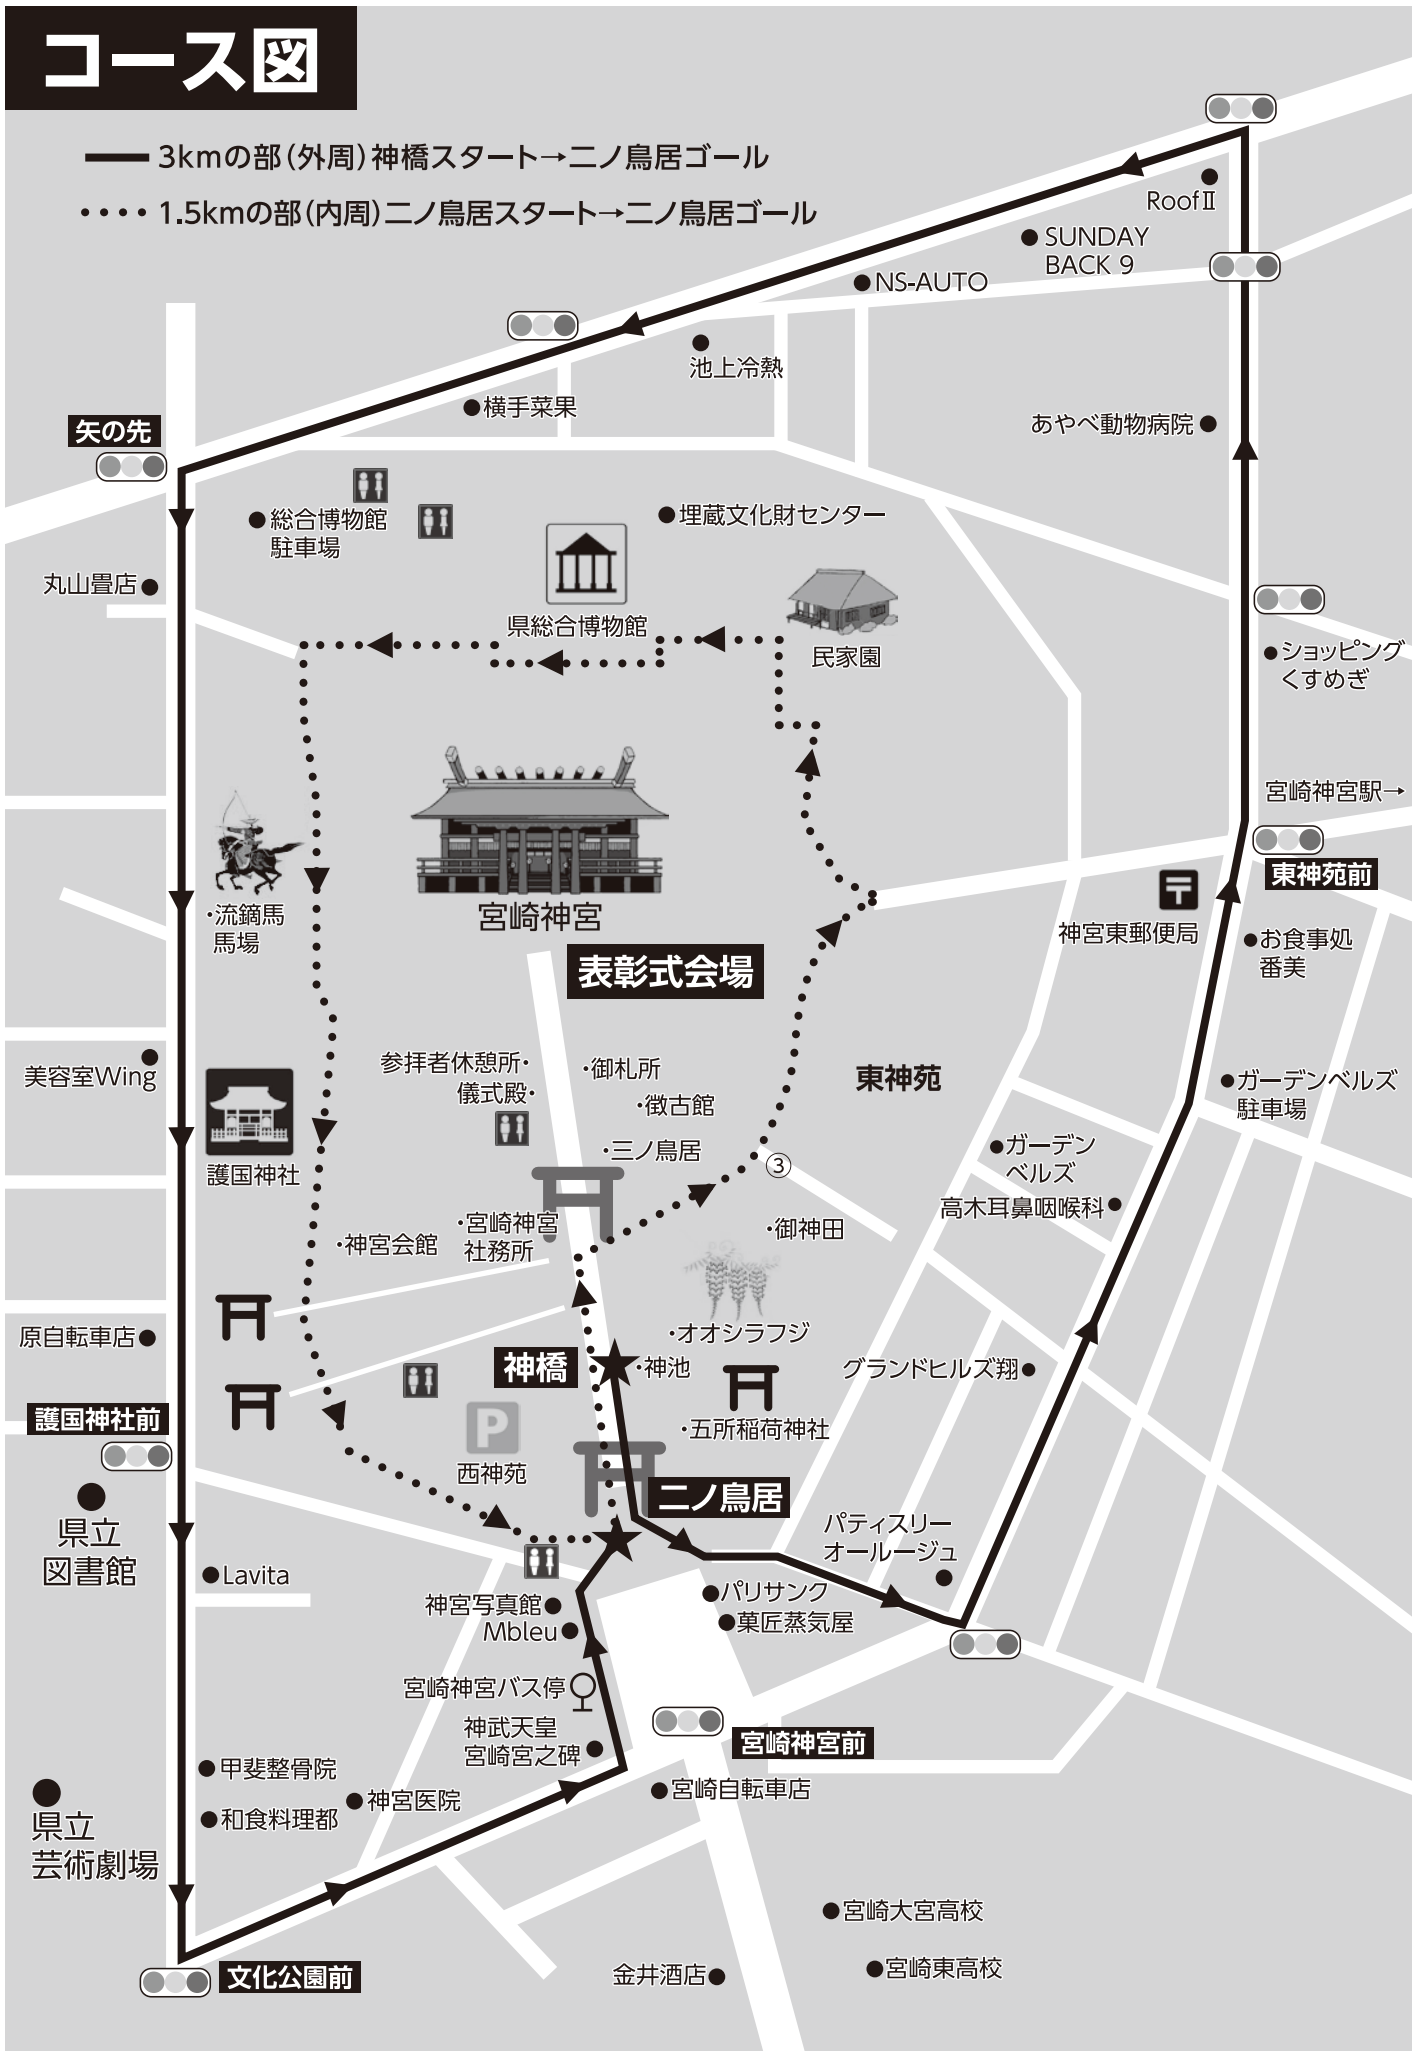 コース図
3kmの部(外周)神橋スタート→二ノ鳥居ゴール
1.5kmの部(内周)二ノ鳥居スタート→二ノ鳥居ゴール
RoofⅡ
SUNDAY
BACK 9
NS-AUTO
池上冷熱
横手菜果
あやべ動物病院
矢の先
総合博物館
駐車場
埋蔵文化財センター
丸山畳店
県総合博物館
民家園
ショッピング
くすめぎ
宮崎神宮駅→
東神苑前
〒
神宮東郵便局
お食事処
番美
・流鏑馬
馬場
宮崎神宮
表彰式会場
美容室Wing
護国神社
参拝者休憩所・
儀式殿・
・御札所
・徴古館
・三ノ鳥居
東神苑
ガーデンベルズ
駐車場
ガーデン
ベルズ
高木耳鼻咽喉科
③
・御神田
・宮崎神宮
社務所
・神宮会館
原自転車店
・オオシラフジ
神橋
・神池
グランドヒルズ翔
・五所稲荷神社
護国神社前
P
西神苑
二ノ鳥居
県立
図書館
パティスリー
オールージュ
Lavita
パリサンク
菓匠蒸気屋
神宮写真館
Mbleu
宮崎神宮バス停
神武天皇
宮崎宮之碑
宮崎神宮前
甲斐整骨院
神宮医院
和食料理都
宮崎自転車店
県立
芸術劇場
宮崎大宮高校
宮崎東高校
金井酒店
文化公園前